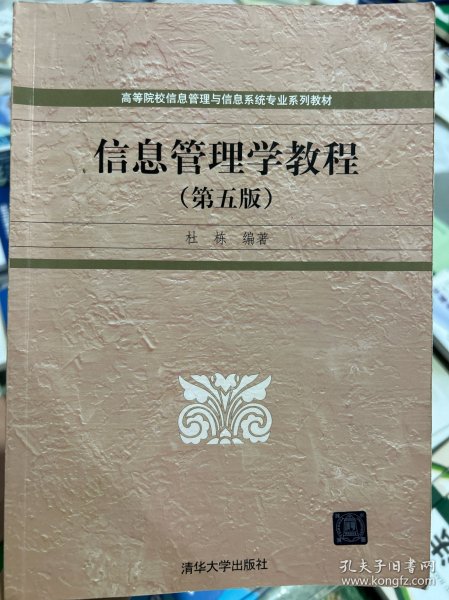 高等院校信息管理与信息系统专业系列教材
信息管理学教程
（第五版）
杜栋 编著
清华大学出版社
孔夫子旧书网
www.kongfz.com